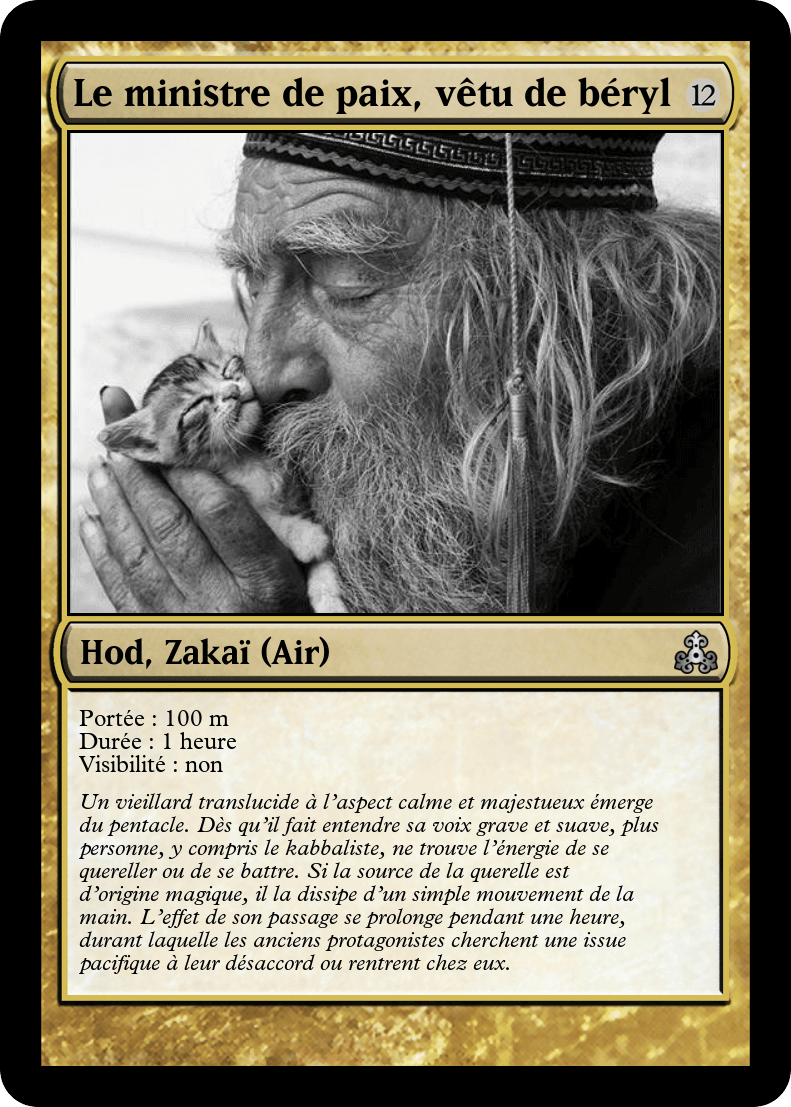 Le ministre de paix, vêtu de béryl 12
Hod, Zakaï (Air)
Portée : 100 m
Durée : 1 heure
Visibilité : non
Un vieillard translucide à l'aspect calme et majestueux émerge
du pentacle. Dès qu'il fait entendre sa voix grave et suave, plus
personne, y compris le kabbaliste, ne trouve l'énergie de se
quereller ou de se battre. Si la source de la querelle est
d'origine magique, il la dissipe d'un simple mouvement de la
main. L'effet de son passage se prolonge pendant une heure,
durant laquelle les anciens protagonistes cherchent une issue
pacifique à leur désaccord ou rentrent chez eux.